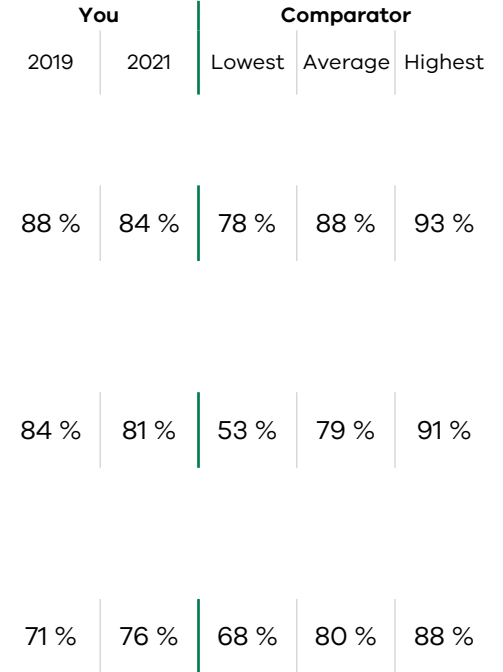 You Comparator
2019 2021 Lowest Average Highest
88 % 84 % 78 % 88 % 93 %
84 % 81 % 53 % 79 % 91 %
71 % 76 % 68 % 80 % 88 %